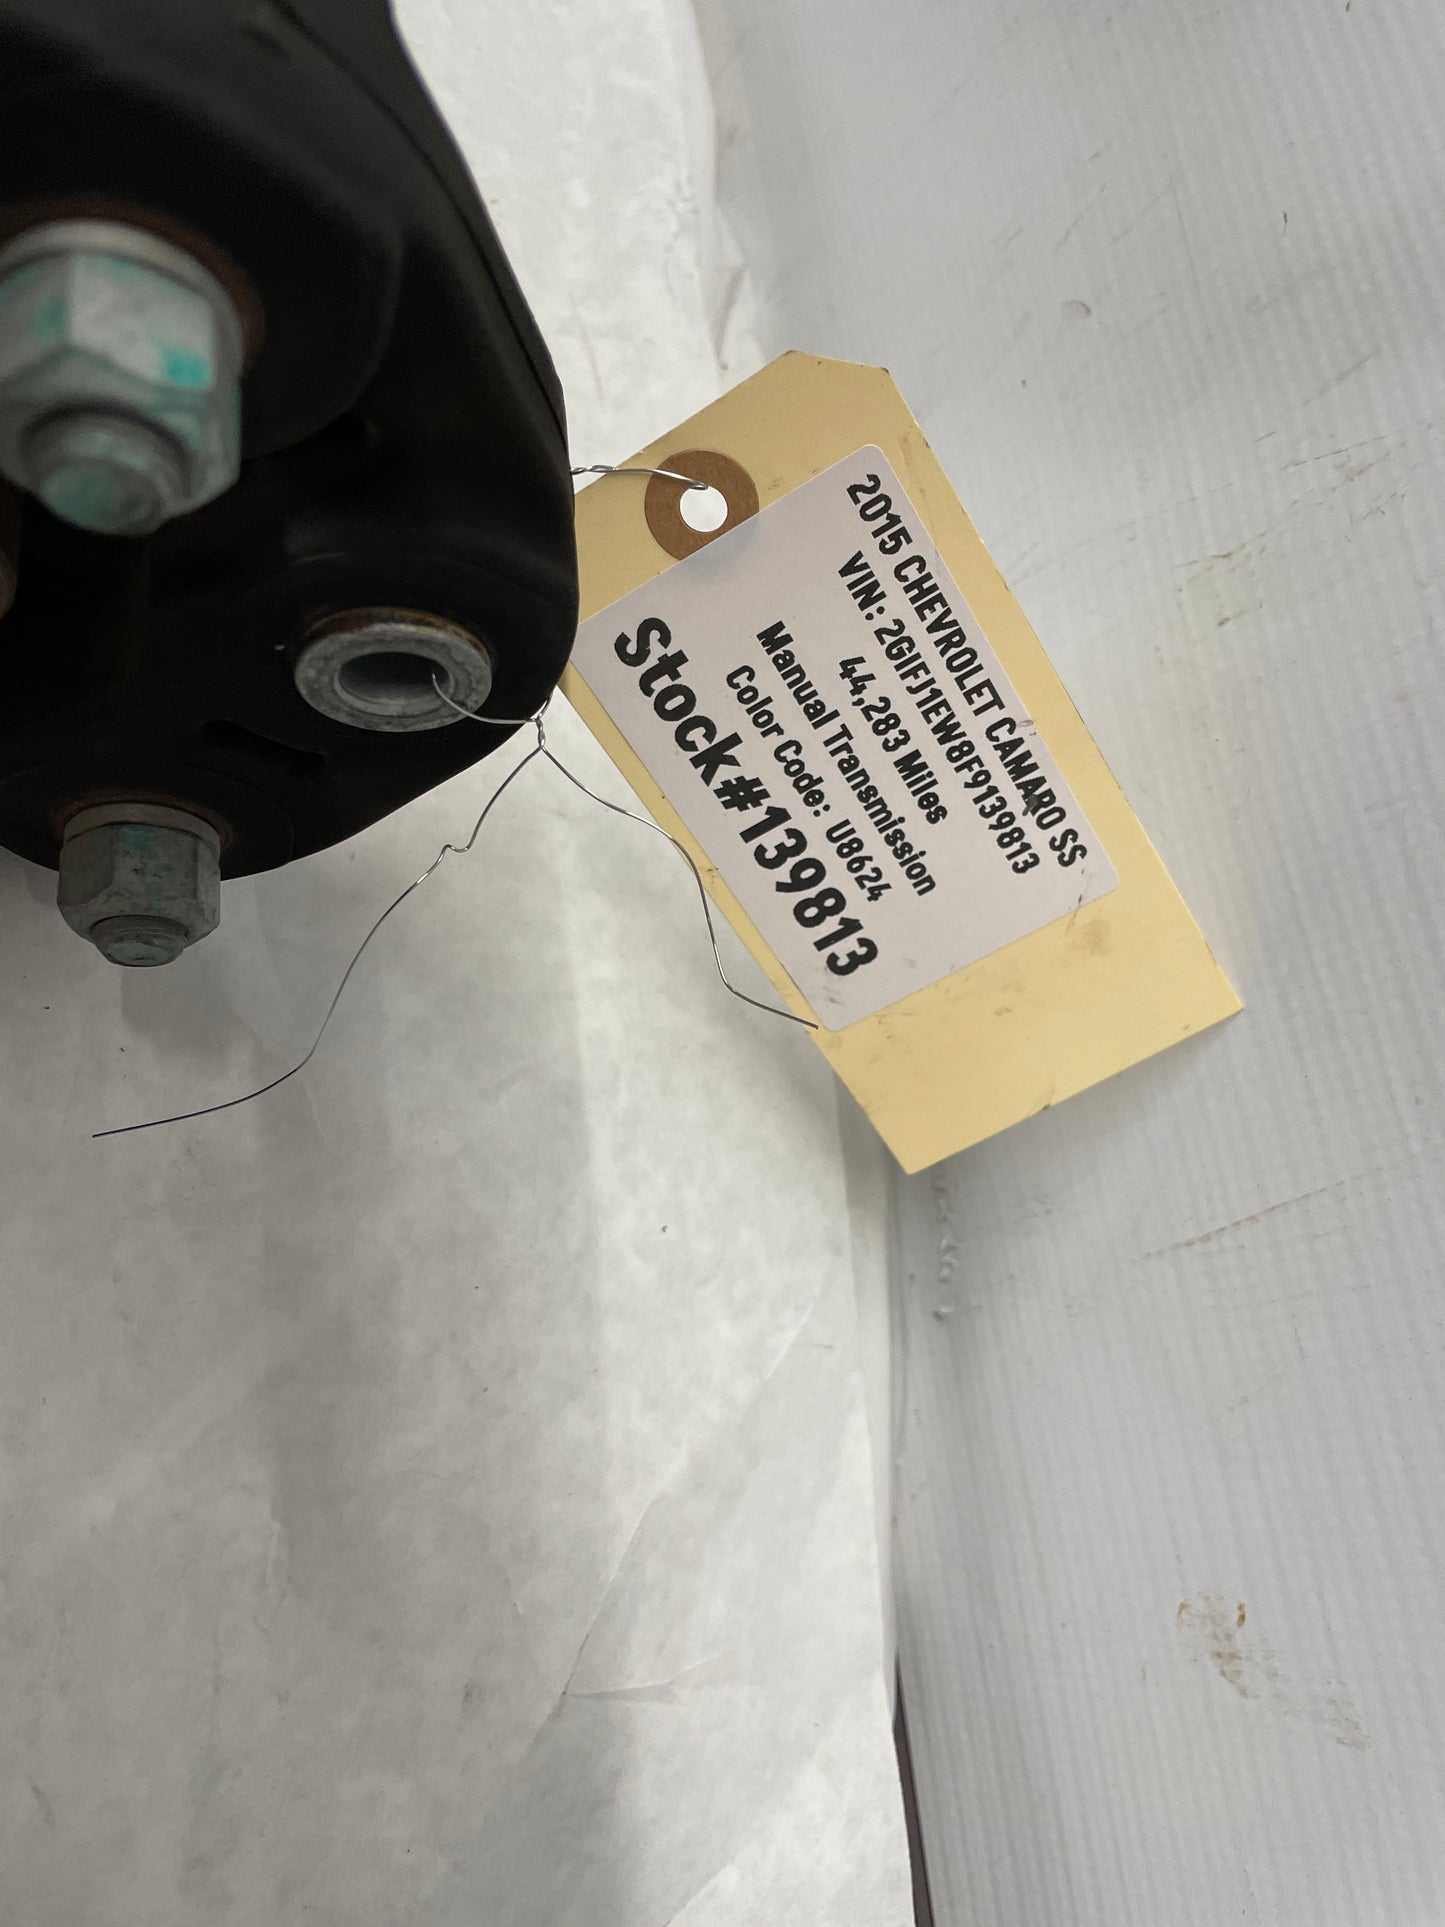 2015 CHEVROLET CAMARO SS
VIN: 2G1FJ1EW8F9139813
44,283 Miles
Manual Transmission
Color Code: U8624
Stock#139813